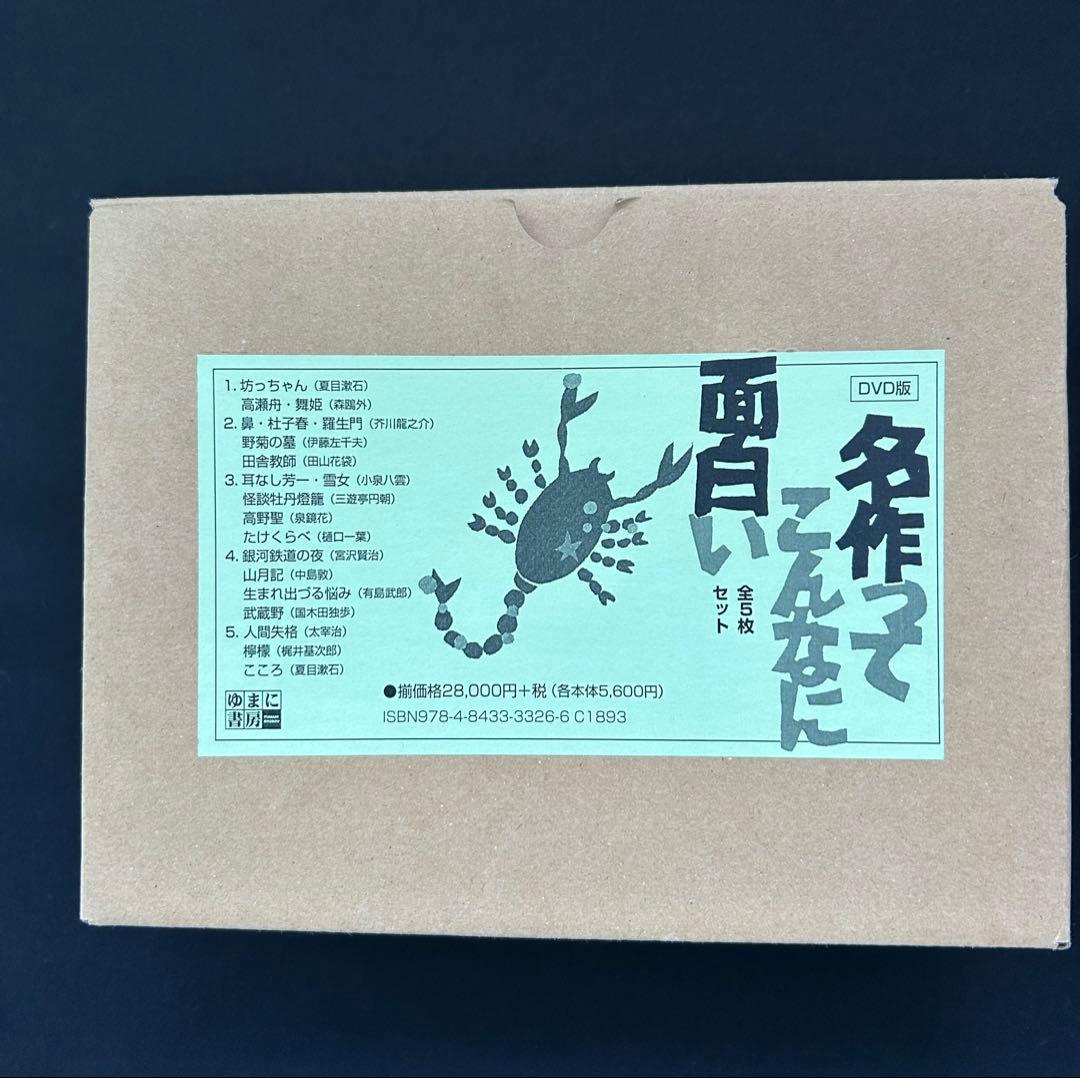 DVD版
名作って
こんなに
面白い
全5枚
セット
1. 坊っちゃん（夏目漱石）
高瀬舟・舞姫（森鴎外）
2. 鼻・杜子春・羅生門（芥川龍之介）
野菊の墓（伊藤左千夫）
田舎教師（田山花袋）
3. 耳なし芳一・雪女（小泉八雲）
怪談牡丹燈籠（三遊亭円朝）
高野聖（泉鏡花）
たけくらべ（樋口一葉）
4. 銀河鉄道の夜（宮沢賢治）
山月記（中島敦）
生まれ出づる悩み（有島武郎）
武蔵野（国木田独歩）
5. 人間失格（太宰治）
檸檬（梶井基次郎）
こころ（夏目漱石）
ゆまに
書房
●揃価格28,000円＋税（各本体5,600円）
ISBN978-4-8433-3326-6 C1893